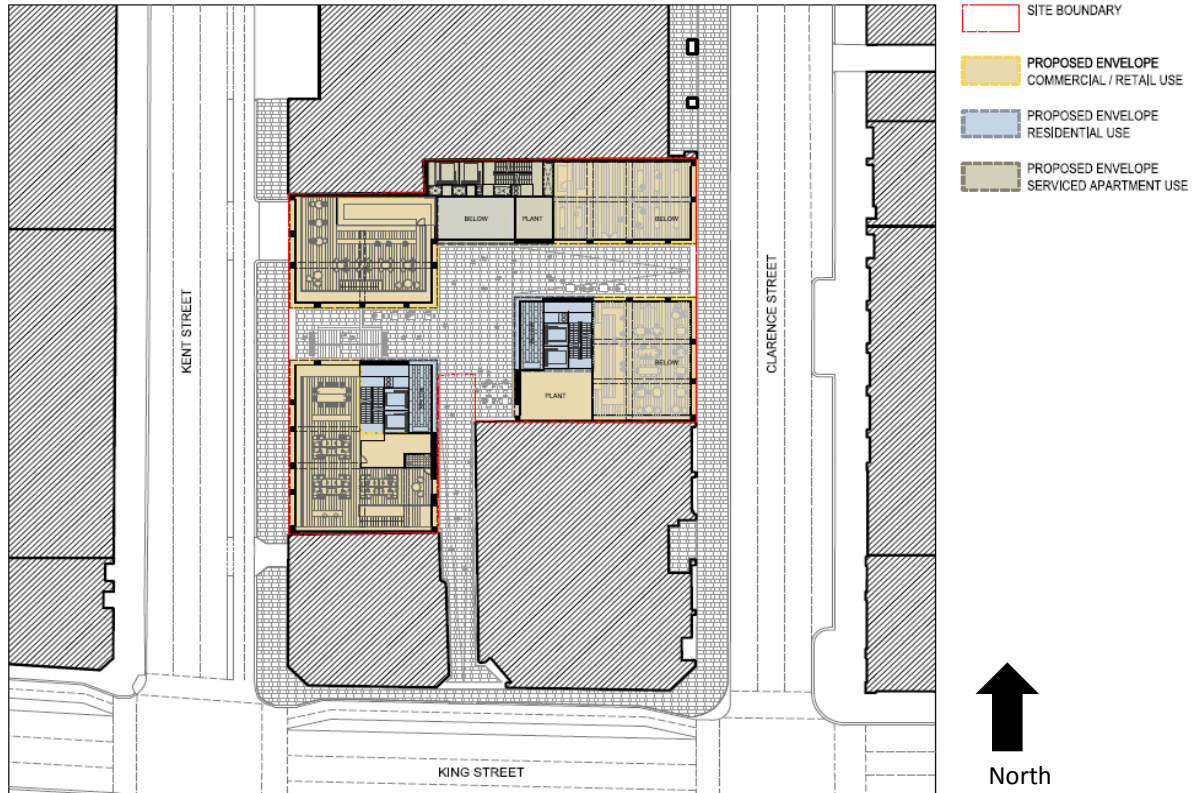 SITE BOUNDARY
PROPOSED ENVELOPE
COMMERCIAL / RETAIL USE
PROPOSED ENVELOPE
RESIDENTIAL USE
PROPOSED ENVELOPE
SERVICED APARTMENT USE
BELOW
PLANT
BELOW
KENT STREET
CLARENCE STREET
BELOW
PLANT
KING STREET
North